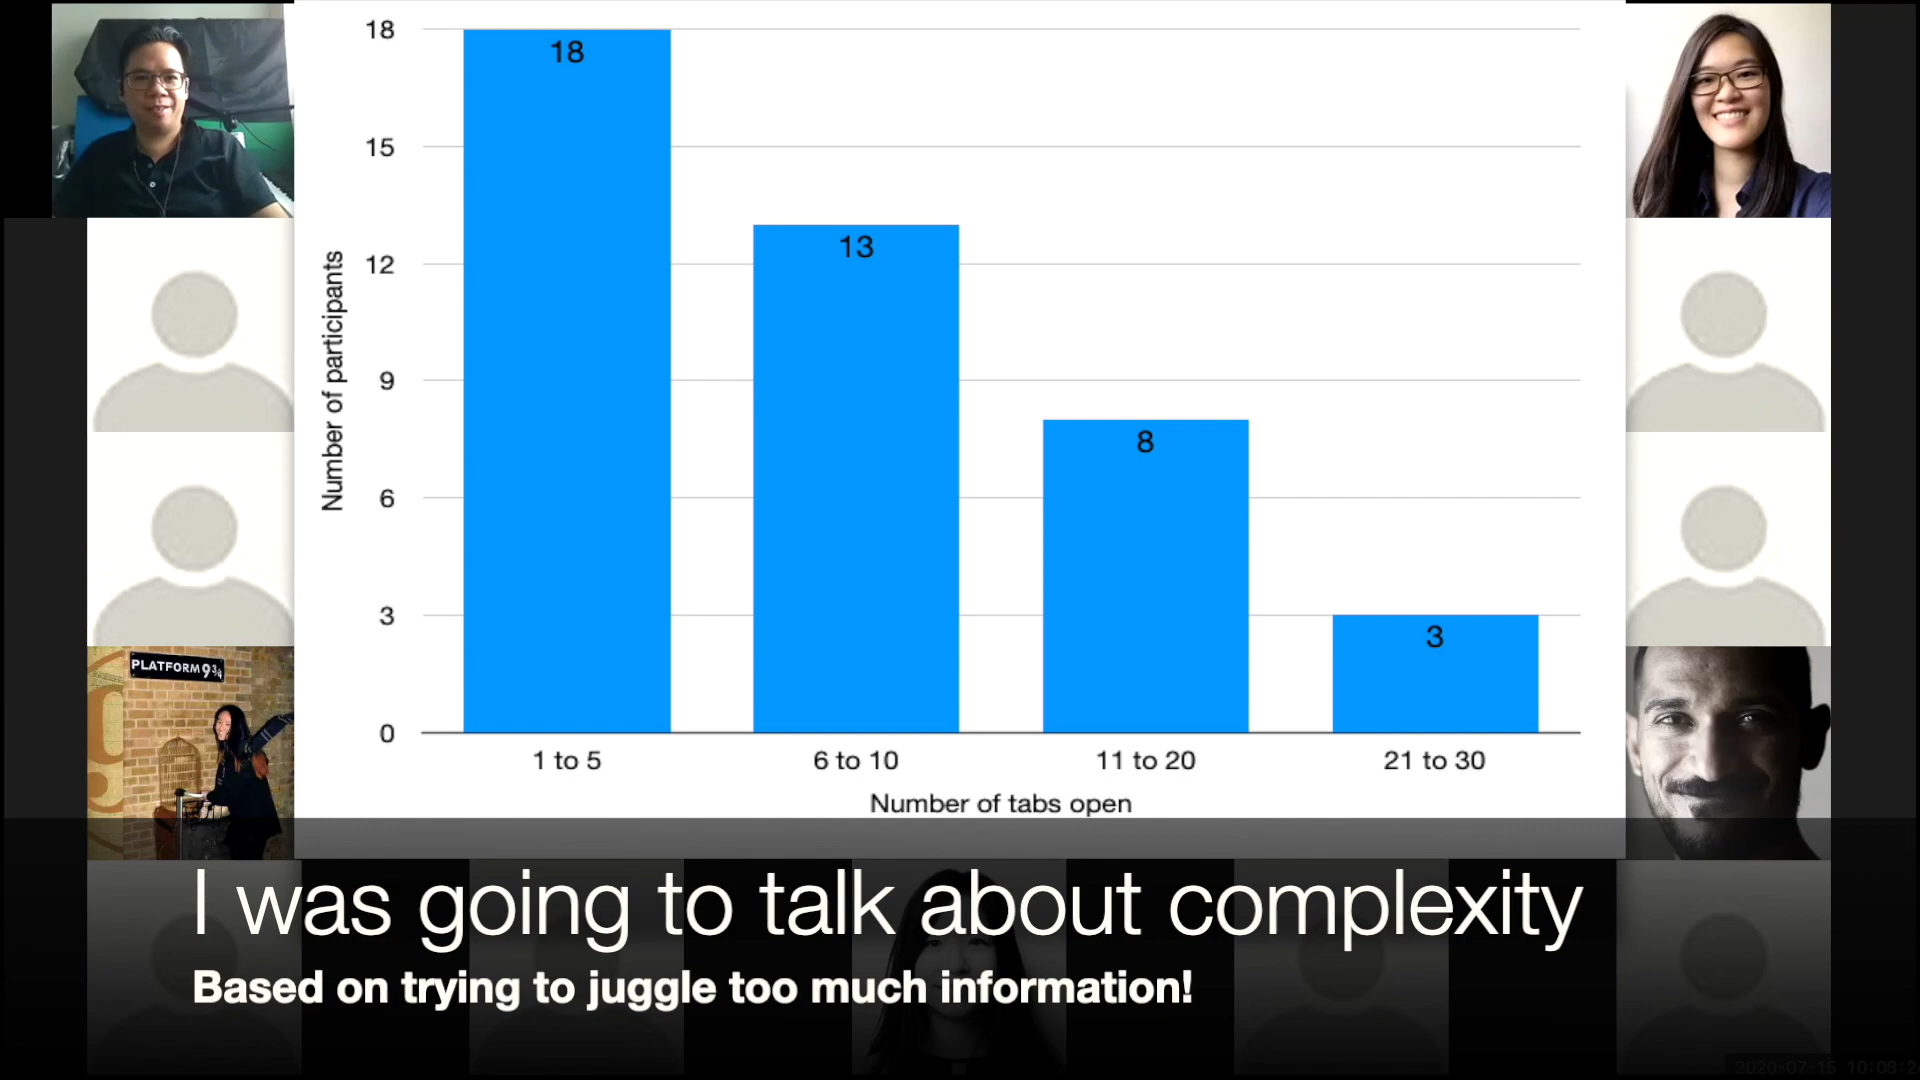 18
18
15
13
12
9
8
6
3
3
0
Number of participants
1 to 5
6 to 10
11 to 20
21 to 30
Number of tabs open
PLATFORM 9¾
I was going to talk about complexity
Based on trying to juggle too much information!